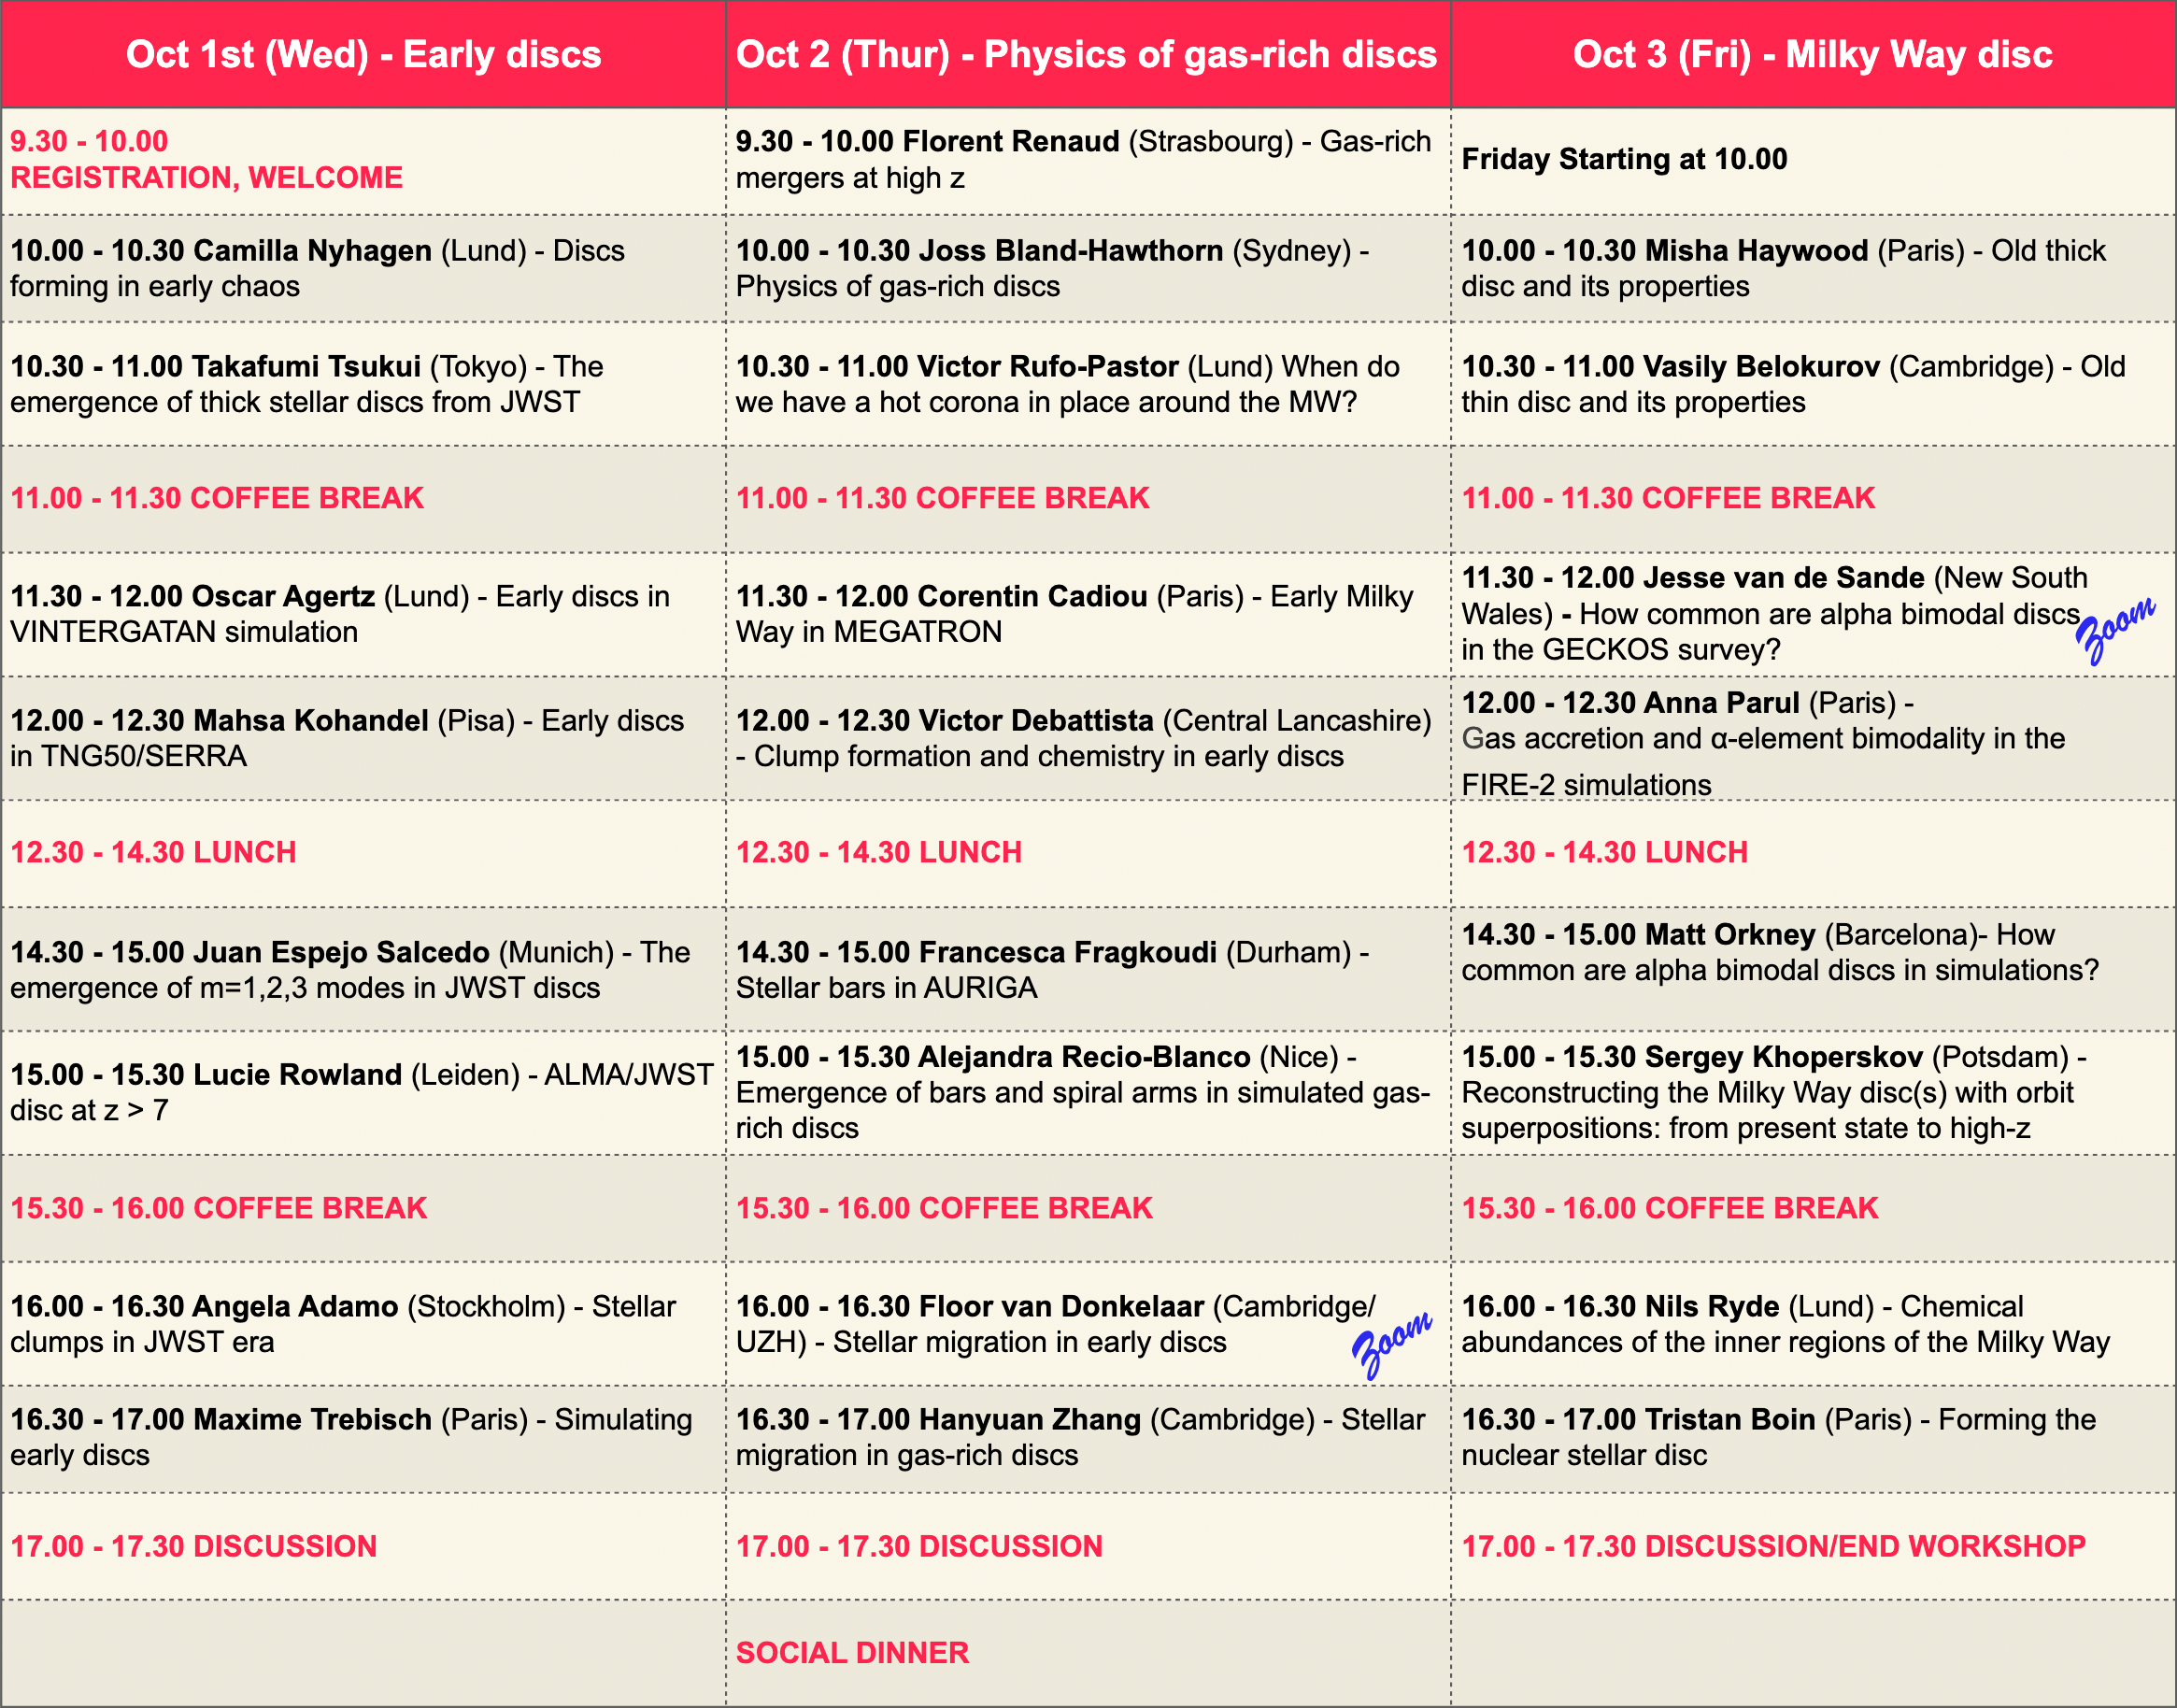 Oct 1st (Wed) - Early discs
9.30 - 10.00
REGISTRATION, WELCOME
10.00 - 10.30 Camilla Nyhagen (Lund) - Discs
forming in early chaos
10.30 - 11.00 Takafumi Tsukui (Tokyo) - The
emergence of thick stellar discs from JWST
11.00 - 11.30 COFFEE BREAK
11.30 - 12.00 Oscar Agertz (Lund) - Early discs in
VINTERGATAN simulation
12.00 - 12.30 Mahsa Kohandel (Pisa) - Early discs
in TNG50/SERRA
12.30 - 14.30 LUNCH
14.30 - 15.00 Juan Espejo Salcedo (Munich) - The
emergence of m=1,2,3 modes in JWST discs
15.00 - 15.30 Lucie Rowland (Leiden) - ALMA/JWST
disc at z > 7
15.30 - 16.00 COFFEE BREAK
16.00 - 16.30 Angela Adamo (Stockholm) - Stellar
clumps in JWST era
16.30 - 17.00 Maxime Trebisch (Paris) - Simulating
early discs
17.00 - 17.30 DISCUSSION
Oct 2 (Thur) - Physics of gas-rich discs
9.30 - 10.00 Florent Renaud (Strasbourg) - Gas-rich
mergers at high z
10.00 - 10.30 Joss Bland-Hawthorn (Sydney) -
Physics of gas-rich discs
10.30 - 11.00 Victor Rufo-Pastor (Lund) When do
we have a hot corona in place around the MW?
11.00 - 11.30 COFFEE BREAK
11.30 - 12.00 Corentin Cadiou (Paris) - Early Milky
Way in MEGATRON
12.00 - 12.30 Victor Debattista (Central Lancashire)
- Clump formation and chemistry in early discs
12.30 - 14.30 LUNCH
14.30 - 15.00 Francesca Fragkoudi (Durham) -
Stellar bars in AURIGA
15.00 - 15.30 Alejandra Recio-Blanco (Nice) -
Emergence of bars and spiral arms in simulated gas-
rich discs
15.30 - 16.00 COFFEE BREAK
16.00 - 16.30 Floor van Donkelaar (Cambridge/
UZH) - Stellar migration in early discs
Zoom
16.30 - 17.00 Hanyuan Zhang (Cambridge) - Stellar
migration in gas-rich discs
17.00 - 17.30 DISCUSSION
SOCIAL DINNER
Oct 3 (Fri) - Milky Way disc
Friday Starting at 10.00
10.00 - 10.30 Misha Haywood (Paris) - Old thick
disc and its properties
10.30 - 11.00 Vasily Belokurov (Cambridge) - Old
thin disc and its properties
11.00 - 11.30 COFFEE BREAK
11.30 - 12.00 Jesse van de Sande (New South
Wales) - How common are alpha bimodal discs
in the GECKOS survey?
Zoom
12.00 - 12.30 Anna Parul (Paris) -
Gas accretion and α-element bimodality in the
FIRE-2 simulations
12.30 - 14.30 LUNCH
14.30 - 15.00 Matt Orkney (Barcelona)- How
common are alpha bimodal discs in simulations?
15.00 - 15.30 Sergey Khoperskov (Potsdam) -
Reconstructing the Milky Way disc(s) with orbit
superpositions: from present state to high-z
15.30 - 16.00 COFFEE BREAK
16.00 - 16.30 Nils Ryde (Lund) - Chemical
abundances of the inner regions of the Milky Way
16.30 - 17.00 Tristan Boin (Paris) - Forming the
nuclear stellar disc
17.00 - 17.30 DISCUSSION/END WORKSHOP